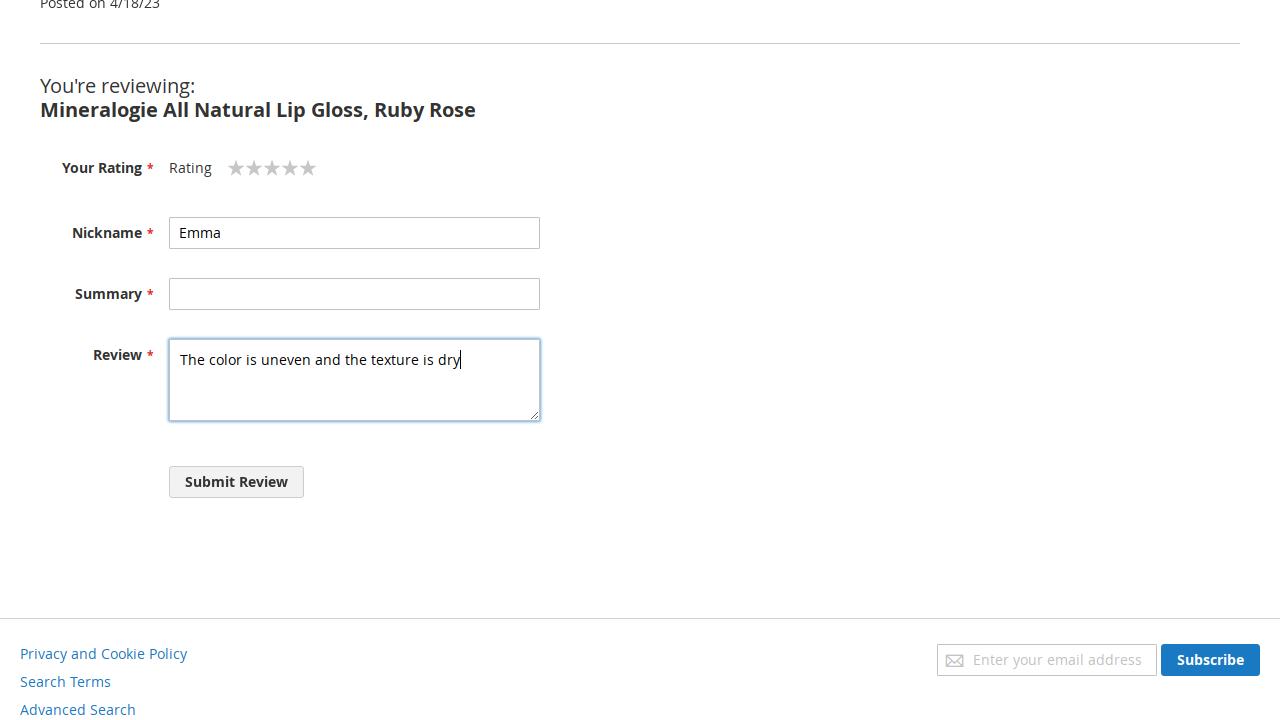 Posted on 4/18/23
You're reviewing:
Mineralogie All Natural Lip Gloss, Ruby Rose
Your Rating * Rating
Nickname * Emma
Summary *
Review * The color is uneven and the texture is dry
Submit Review
Privacy and Cookie Policy
Enter your email address Subscribe
Search Terms
Advanced Search